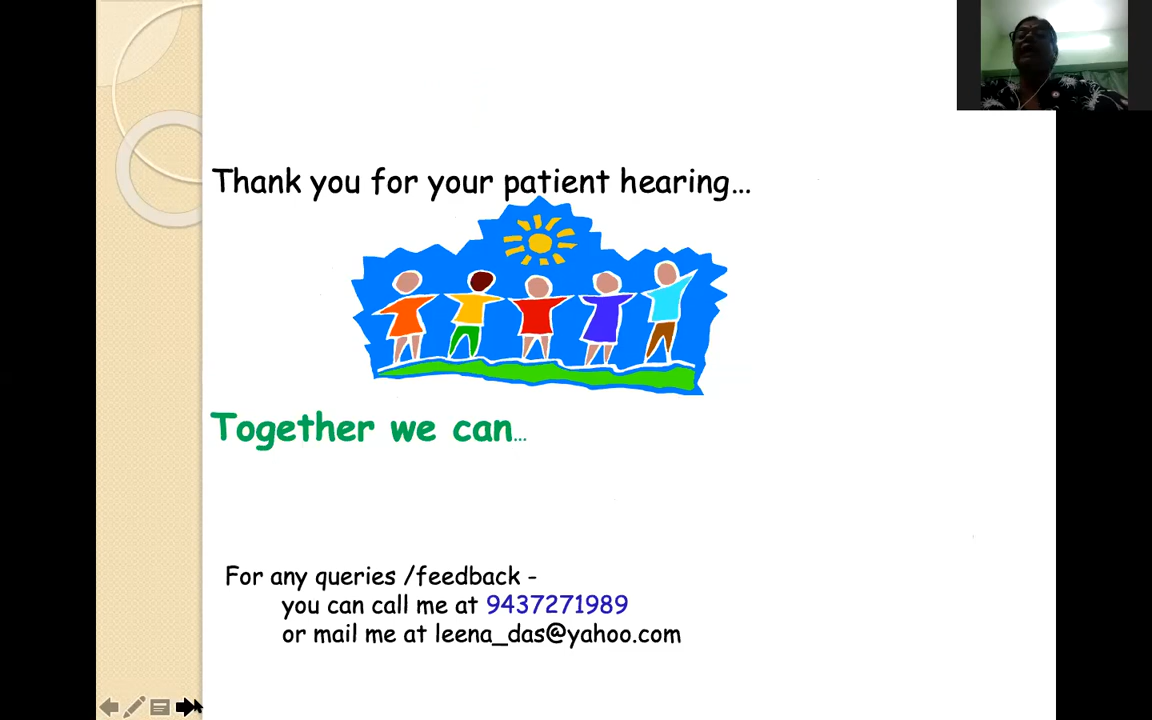 Thank you for your patient hearing...
Together we can...
For any queries /feedback -
you can call me at 9437271989
or mail me at leena_das@yahoo.com